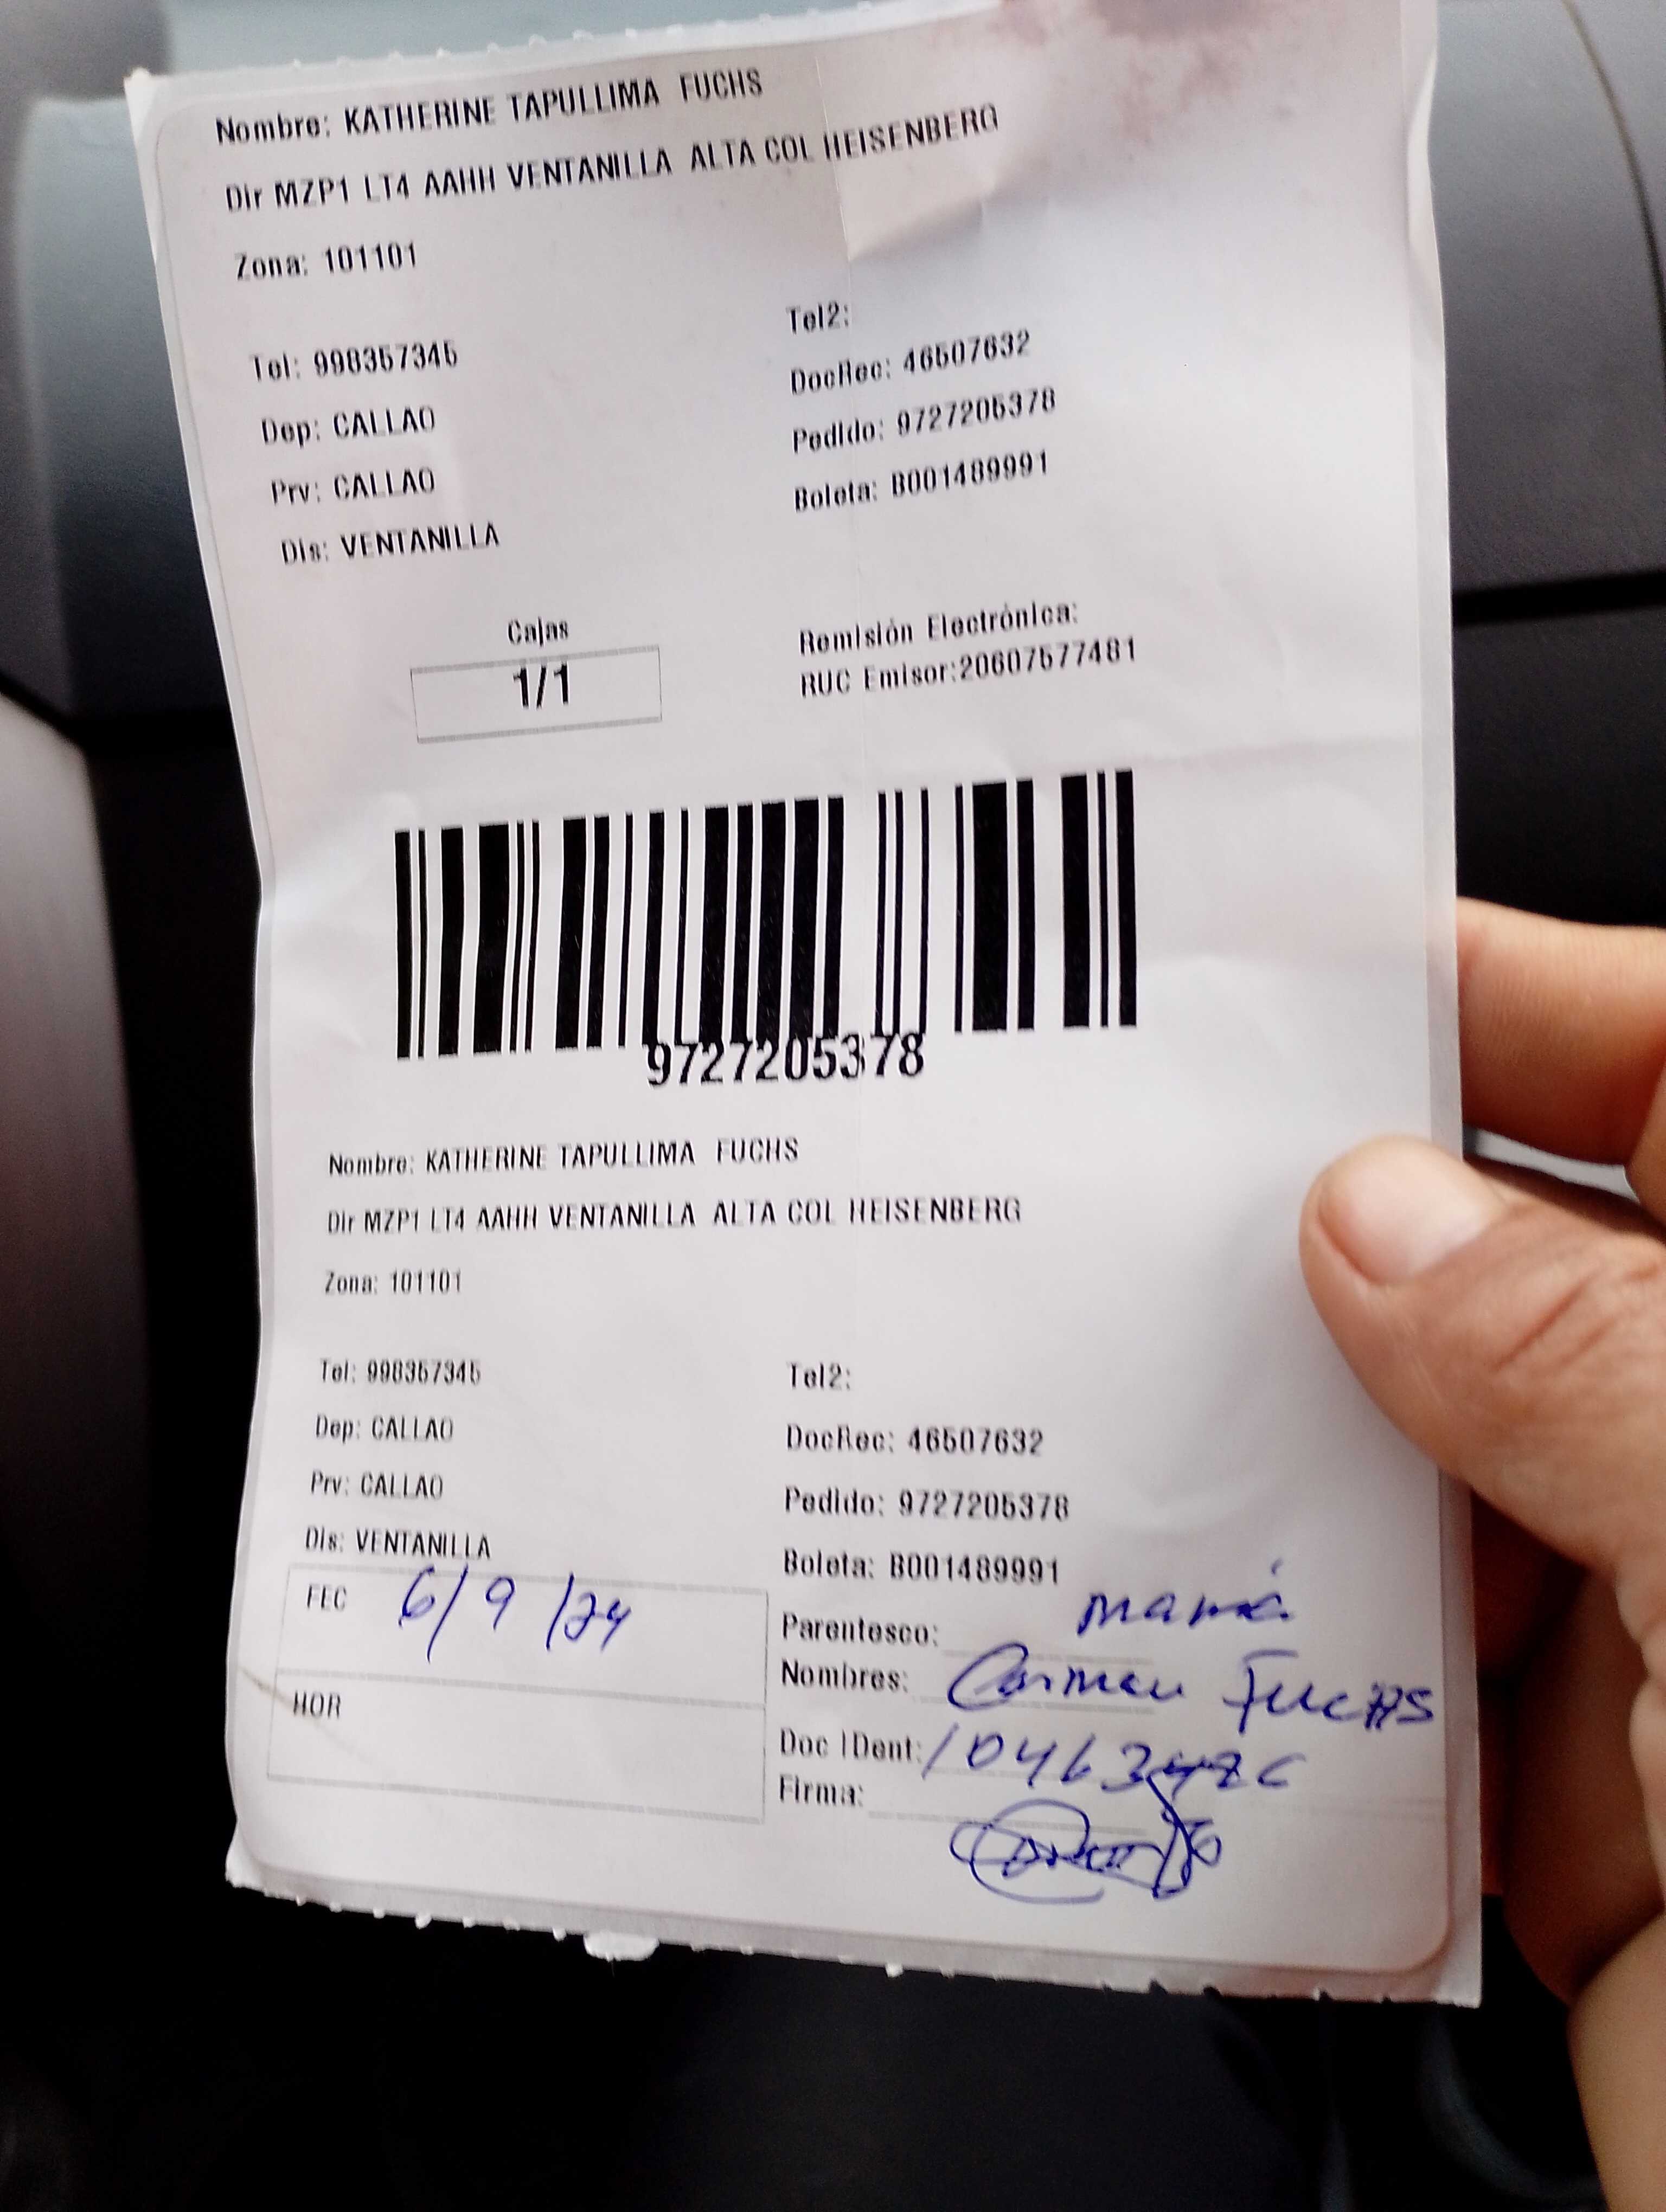 Nombre: KATHERINE TAPULLIMA FUCHS
Dir MZP1 LT4 AAHH VENTANILLA ALTA COL HEISENBERG
Zona: 101101
Tel: 998357345
Tel2:
Dep: CALLAO
DocRec: 46507632
Prv: CALLAO
Pedido: 9727205378
Dis: VENTANILLA
Boleta: B001489991
Cajas
1/1
Remisión Electrónica:
RUC Emisor:20607577481
9727205378
Nombre: KATHERINE TAPULLIMA FUCHS
Dir MZP1 LT4 AAHH VENTANILLA ALTA COL HEISENBERG
Zona: 101101
Tel: 998357345
Tel2:
Dep: CALLAO
DocRec: 46507632
Prv: CALLAO
Pedido: 9727205378
Dis: VENTANILLA
Boleta: B001489991
FEC 6/9/24
Parentesco: mamá
Nombres: Carmen Fuchs
HOR
Doc IDent:
Firma: